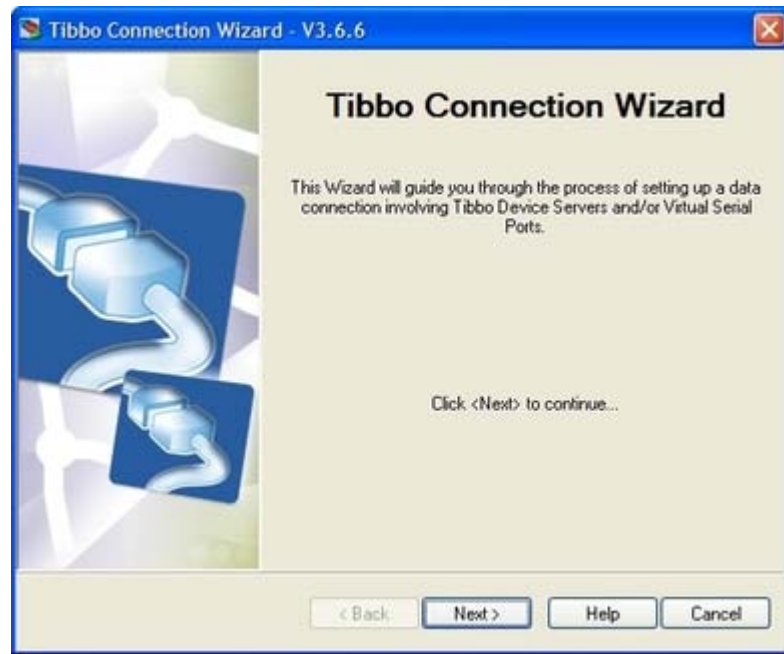 Tibbo Connection Wizard - V3.6.6
Tibbo Connection Wizard
This Wizard will guide you through the process of setting up a data
connection involving Tibbo Device Servers and/or Virtual Serial
Ports.
Click <Next> to continue...
< Back Next > Help Cancel